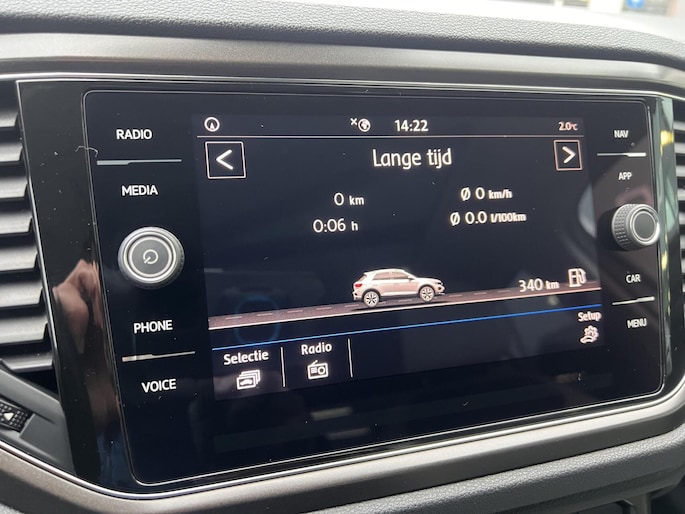 RADIO
MEDIA
PHONE
VOICE
14:22
2.0°C
Lange tijd
0 km
Ø 0 km/h
0:06 h
Ø 0.0 l/100km
340 km
Selectie
Radio
Setup
NAV
APP
CAR
MENU